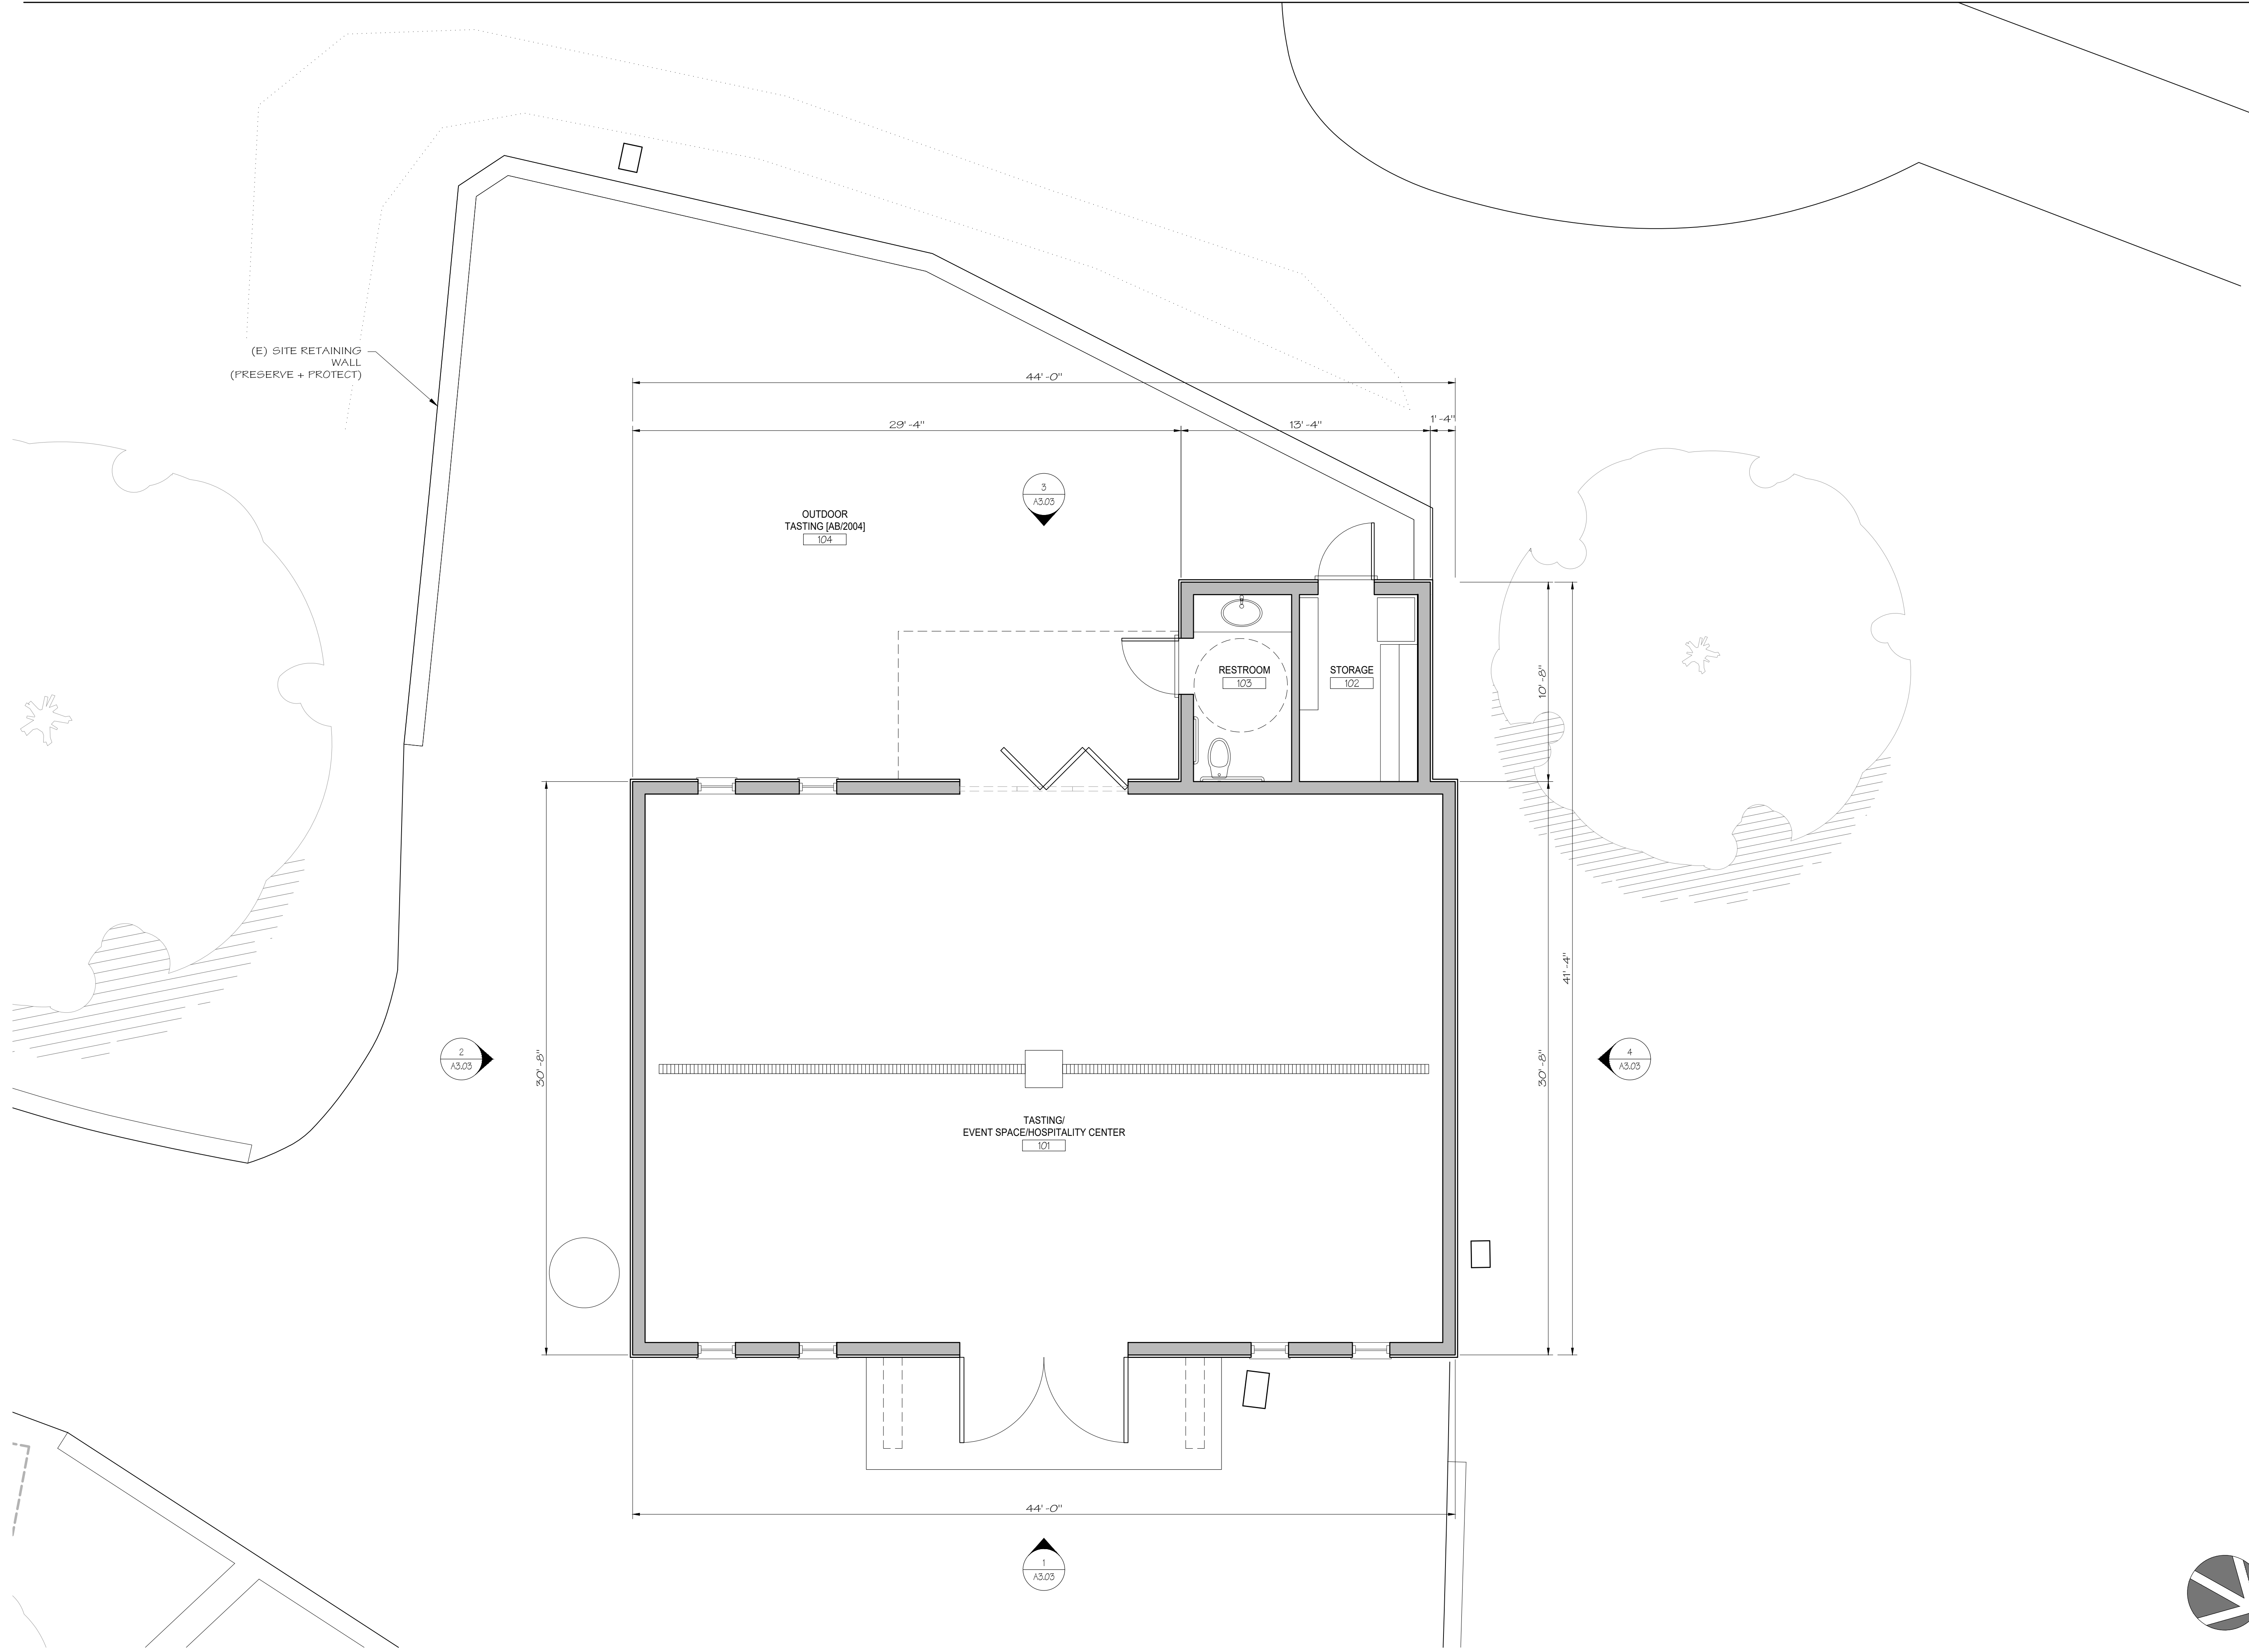 (E) SITE RETAINING
WALL
(PRESERVE + PROTECT)
44'-0"
29'-4"
13'-4"
1'-4"
3
A3.03
OUTDOOR
TASTING [AB/2004]
104
RESTROOM
103
STORAGE
102
10'-8"
41'-4"
30'-8"
30'-8"
2
A3.03
4
A3.03
TASTING/
EVENT SPACE/HOSPITALITY CENTER
101
44'-0"
1
A3.03